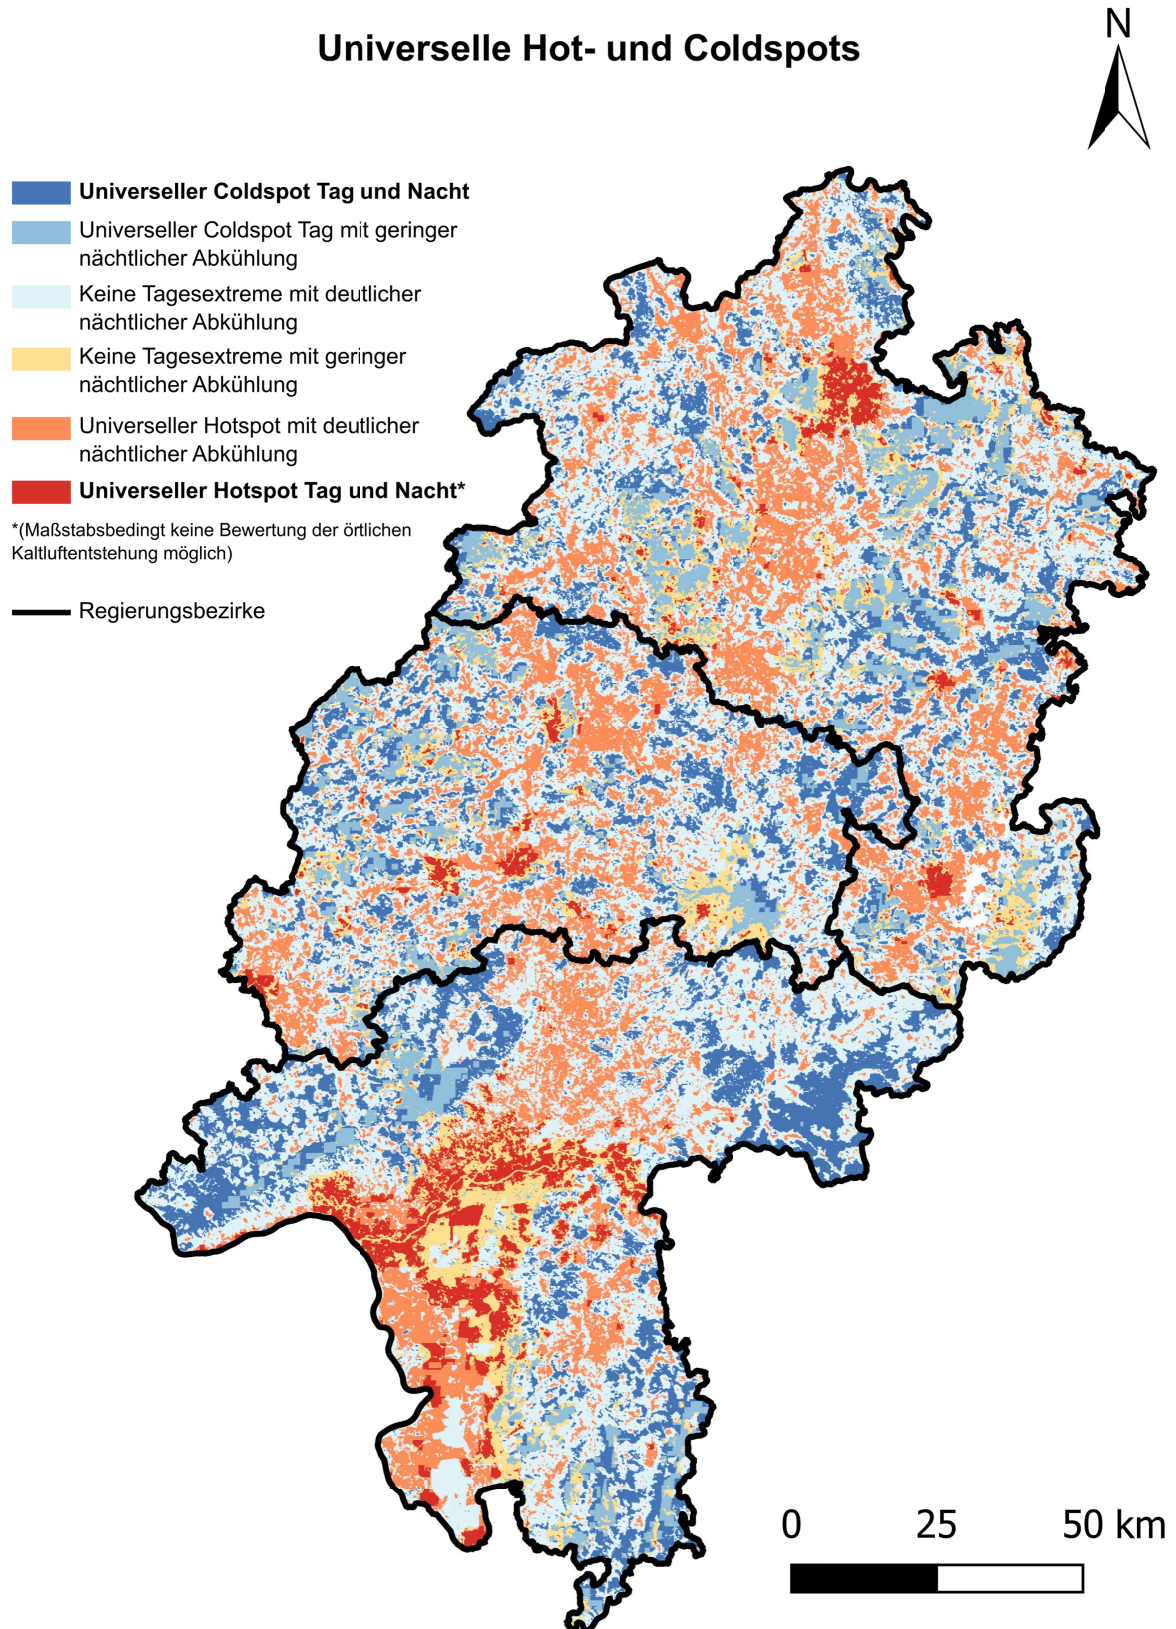 Universelle Hot- und Coldspots
N
Universeller Coldspot Tag und Nacht
Universeller Coldspot Tag mit geringer
nächtlicher Abkühlung
Keine Tagesextreme mit deutlicher
nächtlicher Abkühlung
Keine Tagesextreme mit geringer
nächtlicher Abkühlung
Universeller Hotspot mit deutlicher
nächtlicher Abkühlung
Universeller Hotspot Tag und Nacht*
*(Maßstabsbedingt keine Bewertung der örtlichen
Kaltluftentstehung möglich)
Regierungsbezirke
0 25 50 km